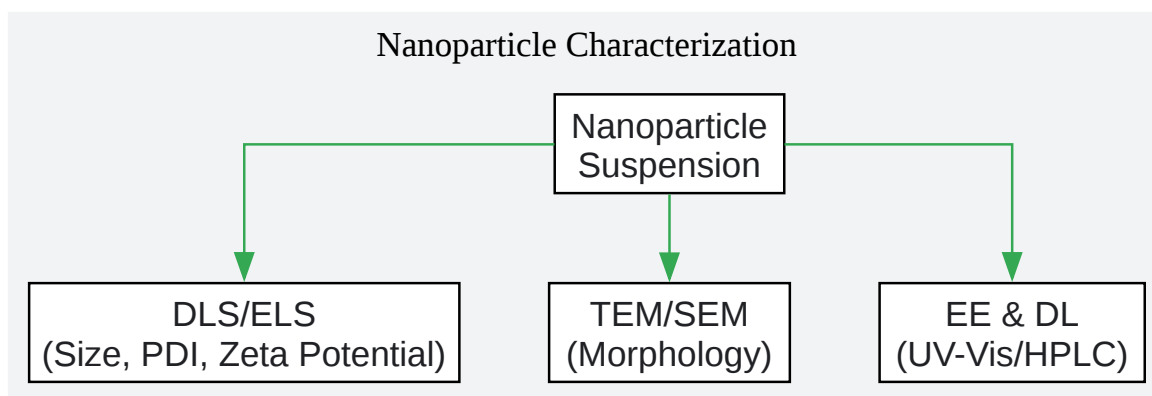 Nanoparticle Characterization
Nanoparticle
Suspension
DLS/ELS
(Size, PDI, Zeta Potential)
TEM/SEM
(Morphology)
EE & DL
(UV-Vis/HPLC)